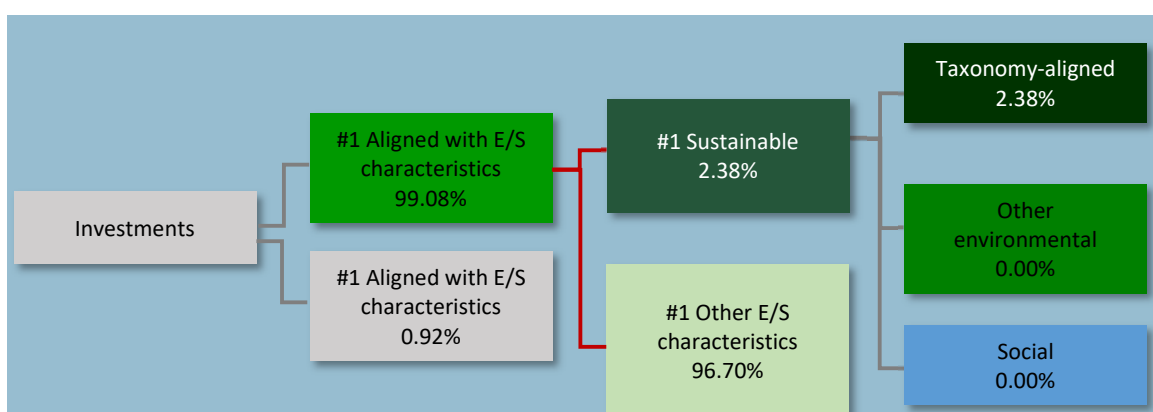 Investments
#1 Aligned with E/S
characteristics
99.08%
#1 Aligned with E/S
characteristics
0.92%
#1 Sustainable
2.38%
#1 Other E/S
characteristics
96.70%
Taxonomy-aligned
2.38%
Other
environmental
0.00%
Social
0.00%